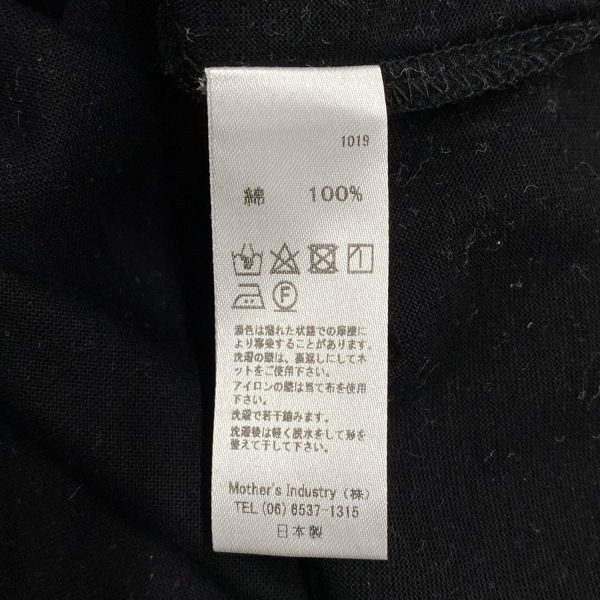 1019
綿 100%
F
濃色は濡れた状態での摩擦に
より移染することがあります。
洗濯の際は、裏返しにしてネ
ットをご使用下さい。
アイロンの際は当て布を使用
下さい。
洗濯で若干縮みます。
洗濯後は軽く脱水をして形を
整えて干して下さい。
Mother's Industry (株)
TEL (06) 6537-1315
日本製